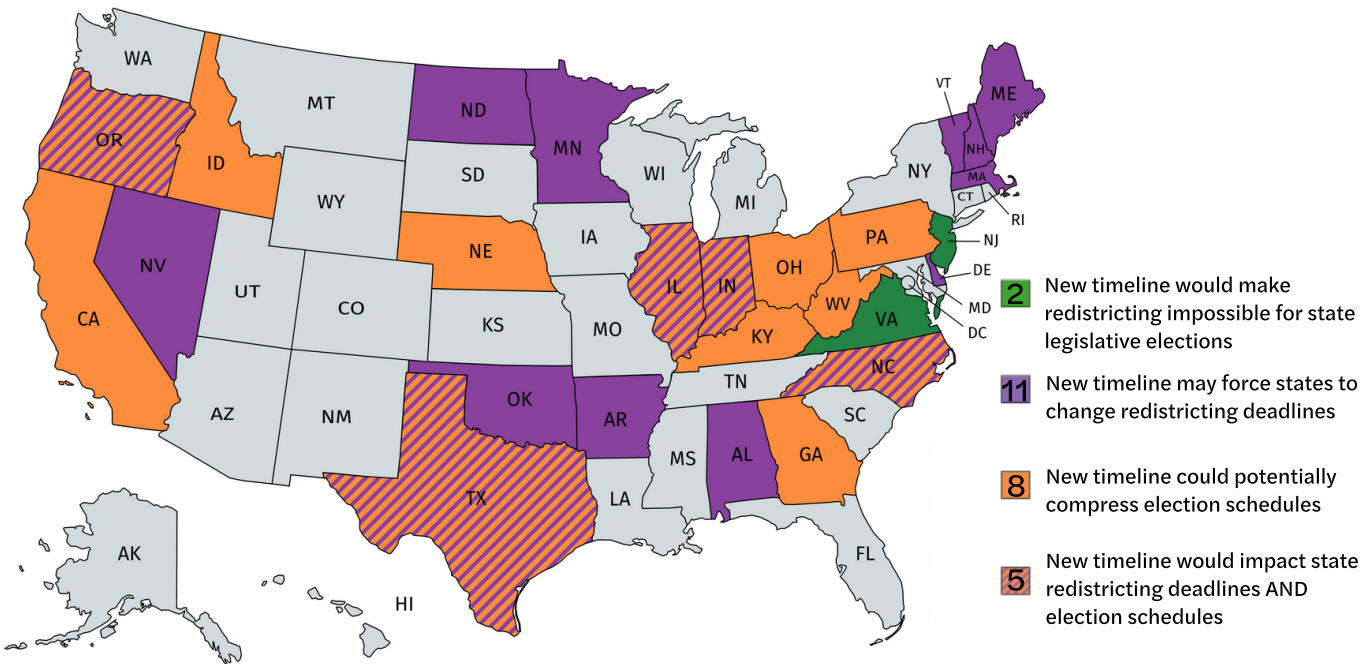 WA
MT
ND
MN
ME
VT
NH
MA
NY
CT
RI
OR
ID
WY
SD
WI
MI
NE
IA
PA
NJ
NV
UT
CO
KS
MO
IL
IN
OH
WV
VA
DE
MD
DC
CA
KY
AZ
NM
OK
AR
TN
NC
SC
TX
LA
MS
AL
GA
FL
AK
HI
2
New timeline would make
redistricting impossible for state
legislative elections
11
New timeline may force states to
change redistricting deadlines
8
New timeline could potentially
compress election schedules
5
New timeline would impact state
redistricting deadlines AND
election schedules